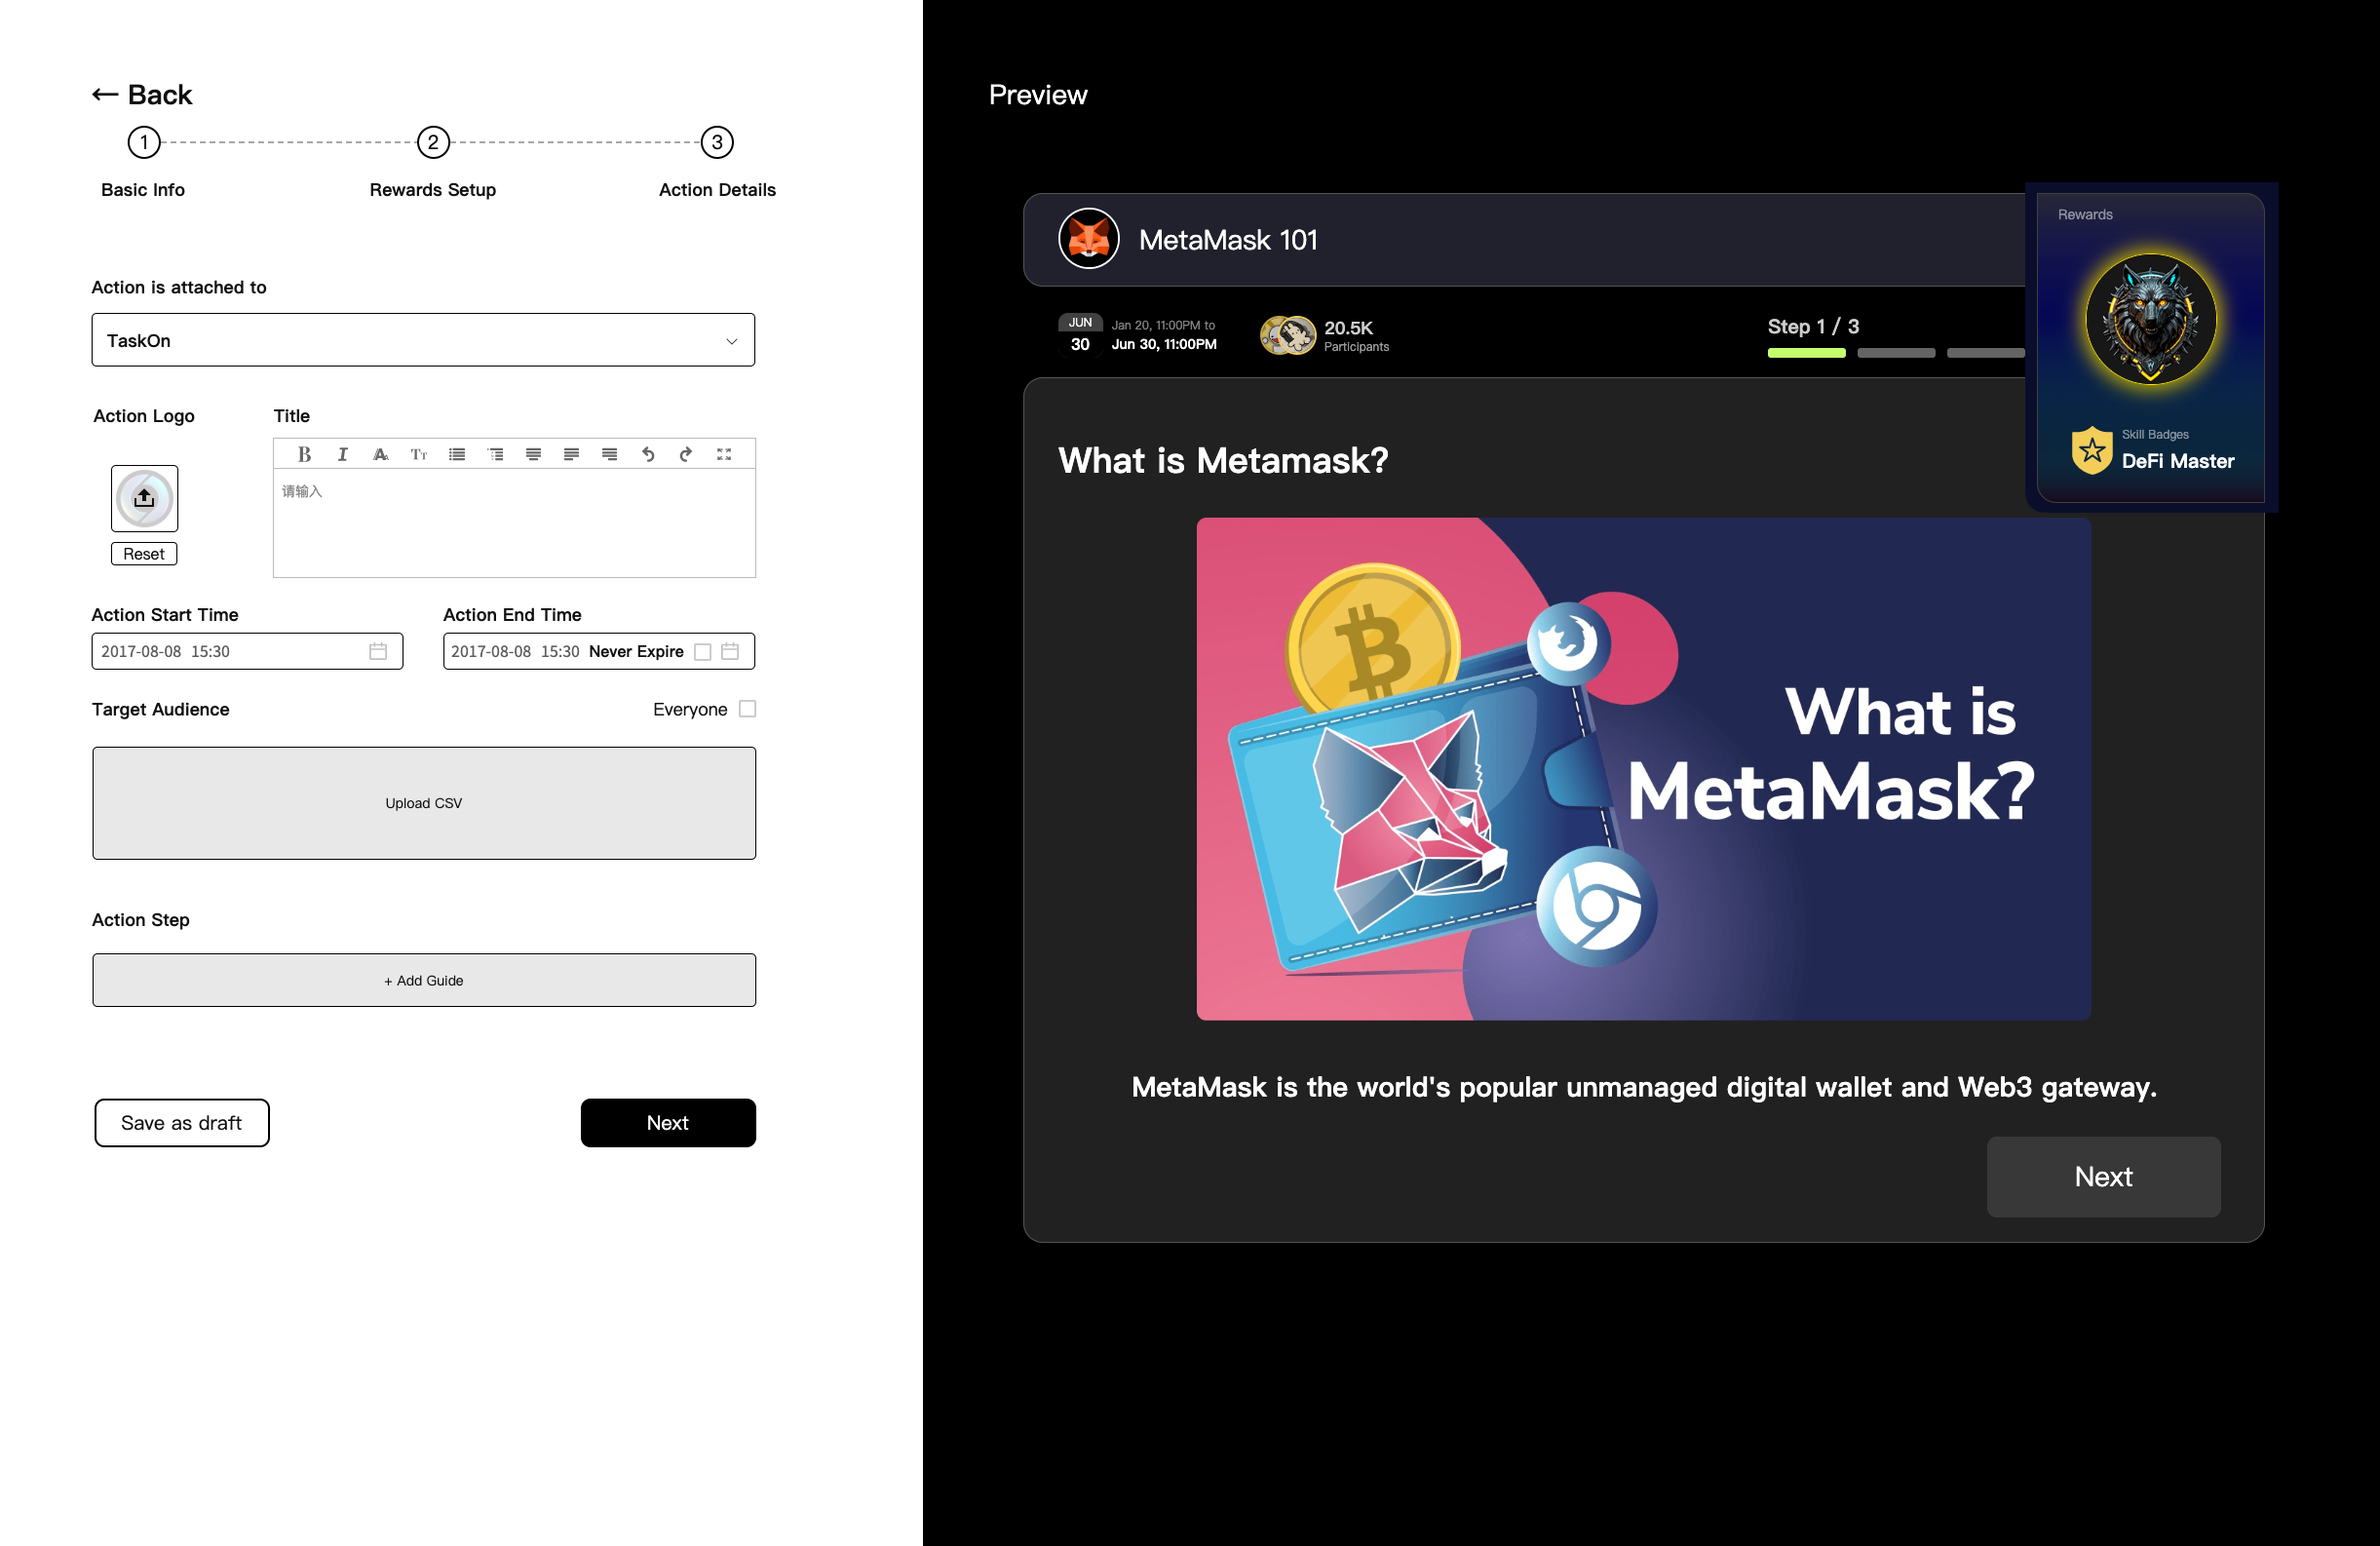 ← Back
1
2
3
Basic Info
Rewards Setup
Action Details
Action is attached to
TaskOn
Action Logo
Title
B I A TT
请输入
Reset
Action Start Time
Action End Time
2017-08-08 15:30
2017-08-08 15:30 Never Expire
Target Audience
Everyone
Upload CSV
Action Step
+ Add Guide
Save as draft
Next
Preview
MetaMask 101
JUN
30
Jan 20, 11:00PM to
Jun 30, 11:00PM
20.5K
Participants
Step 1 / 3
Rewards
Skill Badges
DeFi Master
What is Metamask?
What is
MetaMask?
MetaMask is the world's popular unmanaged digital wallet and Web3 gateway.
Next